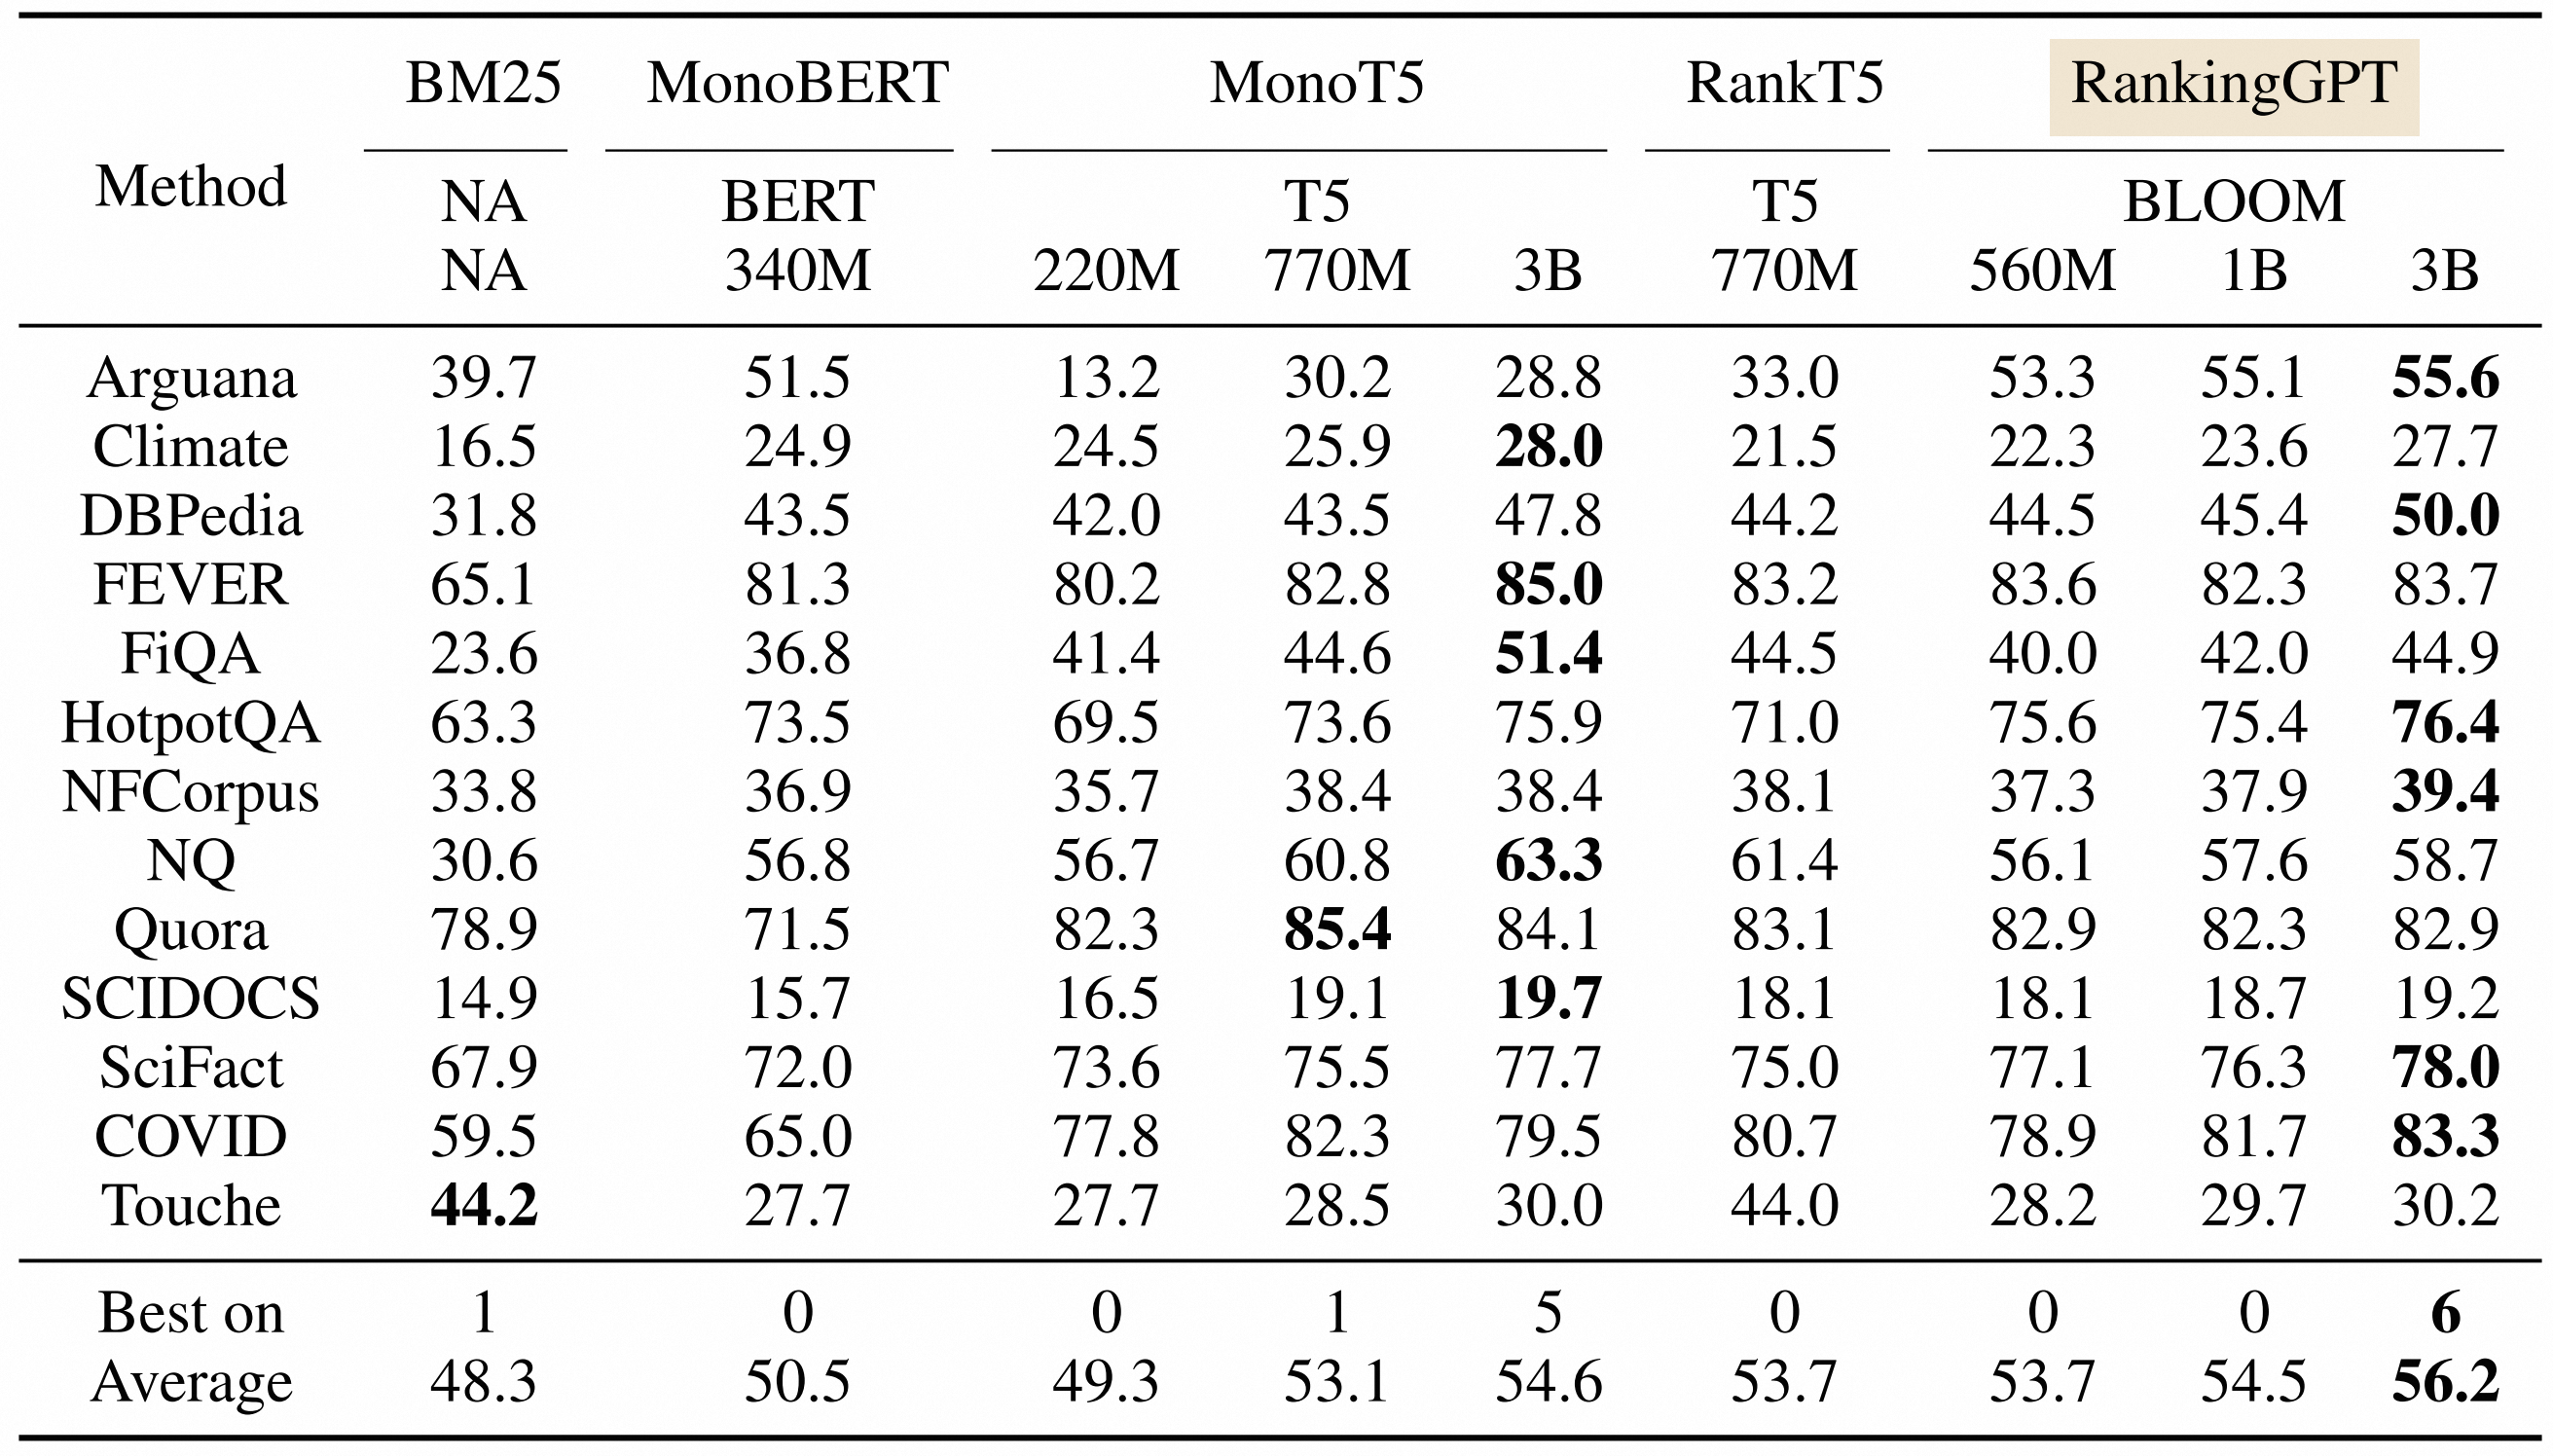 BM25 MonoBERT MonoT5 RankT5 RankingGPT
Method
NA BERT T5 T5 BLOOM
NA 340M 220M 770M 3B 770M 560M 1B 3B
Arguana 39.7 51.5 13.2 30.2 28.8 33.0 53.3 55.1 55.6
Climate 16.5 24.9 24.5 25.9 28.0 21.5 22.3 23.6 27.7
DBPedia 31.8 43.5 42.0 43.5 47.8 44.2 44.5 45.4 50.0
FEVER 65.1 81.3 80.2 82.8 85.0 83.2 83.6 82.3 83.7
FiQA 23.6 36.8 41.4 44.6 51.4 44.5 40.0 42.0 44.9
HotpotQA 63.3 73.5 69.5 73.6 75.9 71.0 75.6 75.4 76.4
NFCorpus 33.8 36.9 35.7 38.4 38.4 38.1 37.3 37.9 39.4
NQ 30.6 56.8 56.7 60.8 63.3 61.4 56.1 57.6 58.7
Quora 78.9 71.5 82.3 85.4 84.1 83.1 82.9 82.3 82.9
SCIDOCS 14.9 15.7 16.5 19.1 19.7 18.1 18.1 18.7 19.2
SciFact 67.9 72.0 73.6 75.5 77.7 75.0 77.1 76.3 78.0
COVID 59.5 65.0 77.8 82.3 79.5 80.7 78.9 81.7 83.3
Touche 44.2 27.7 27.7 28.5 30.0 44.0 28.2 29.7 30.2
Best on 1 0 0 1 5 0 0 0 6
Average 48.3 50.5 49.3 53.1 54.6 53.7 53.7 54.5 56.2